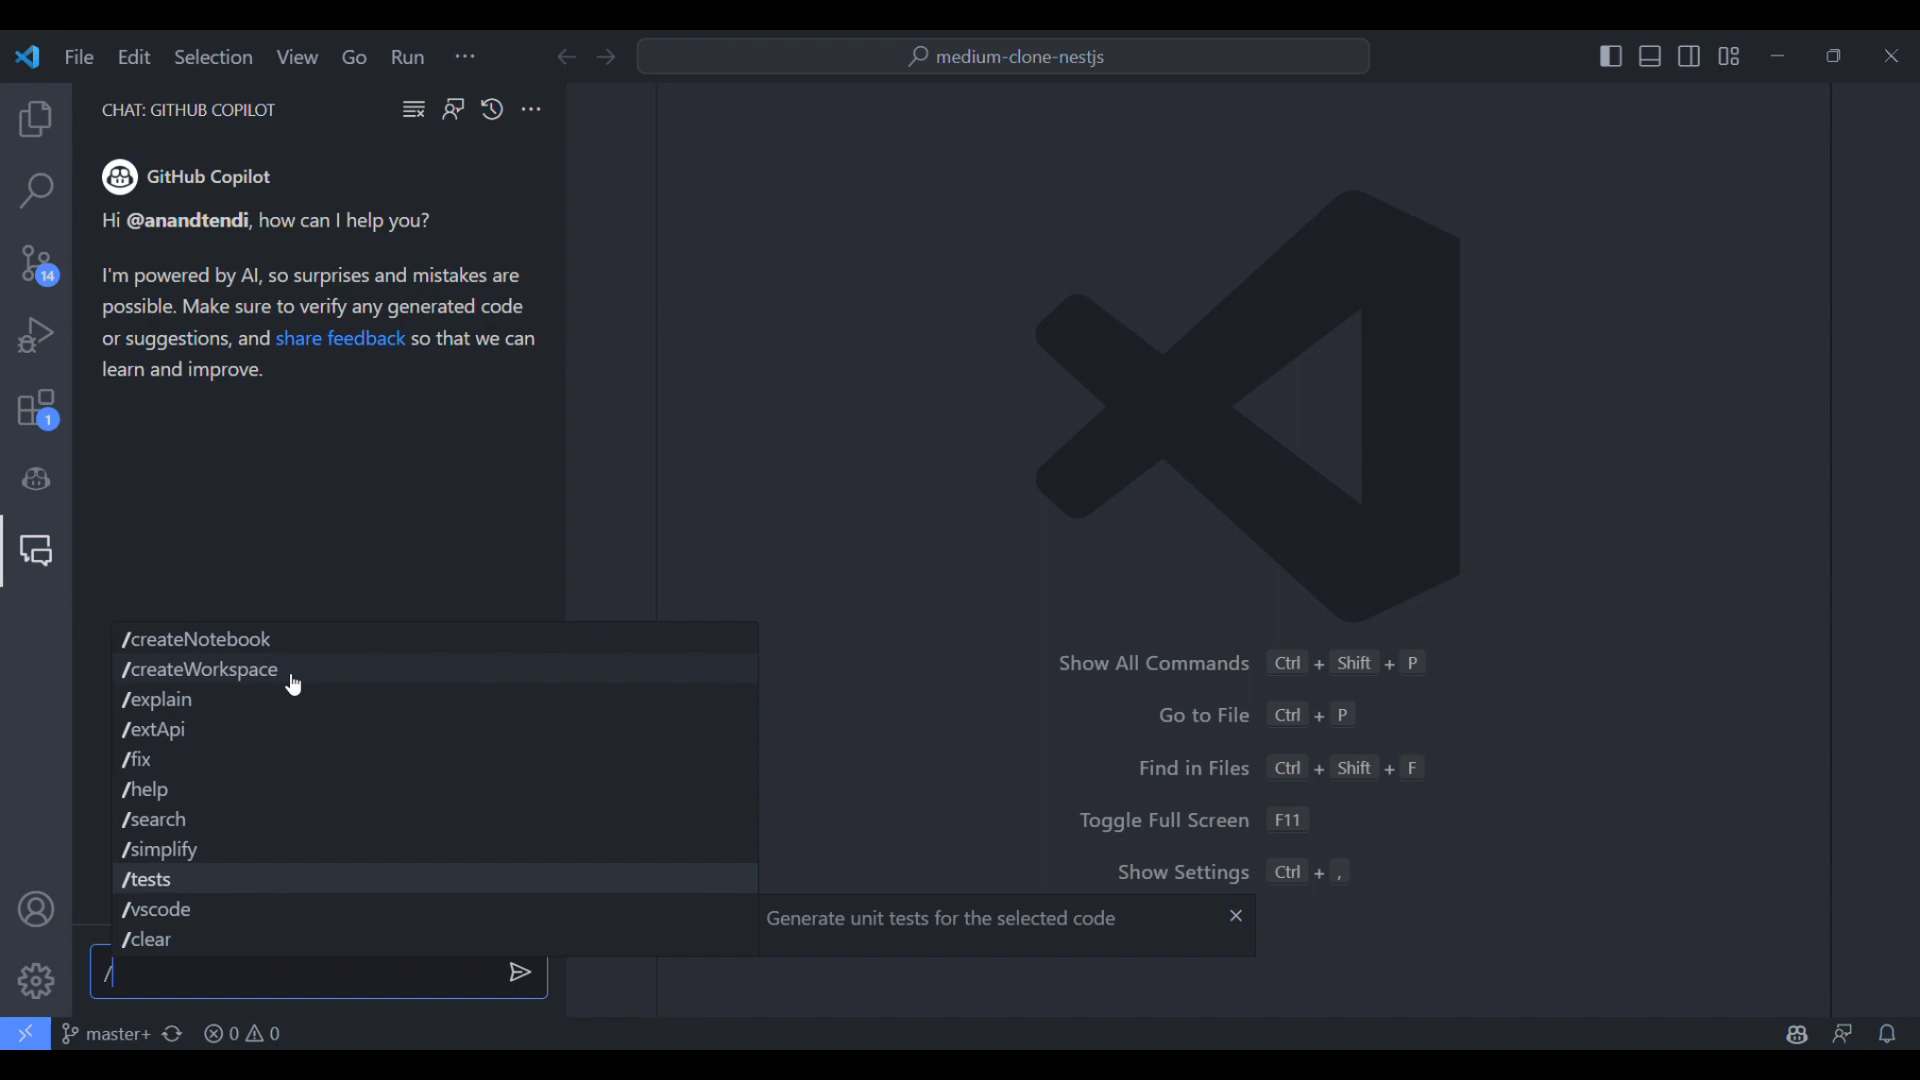 File Edit Selection View Go Run ···
medium-clone-nestjs
CHAT: GITHUB COPILOT
GitHub Copilot
Hi @anandtendi, how can I help you?
I'm powered by AI, so surprises and mistakes are
possible. Make sure to verify any generated code
or suggestions, and share feedback so that we can
learn and improve.
14
1
/createNotebook
/createWorkspace
/explain
/extApi
/fix
/help
/search
/simplify
/tests
/vscode
/clear
Generate unit tests for the selected code
/
Show All Commands Ctrl + Shift + P
Go to File Ctrl + P
Find in Files Ctrl + Shift + F
Toggle Full Screen F11
Show Settings Ctrl + ,
master+ 0 0